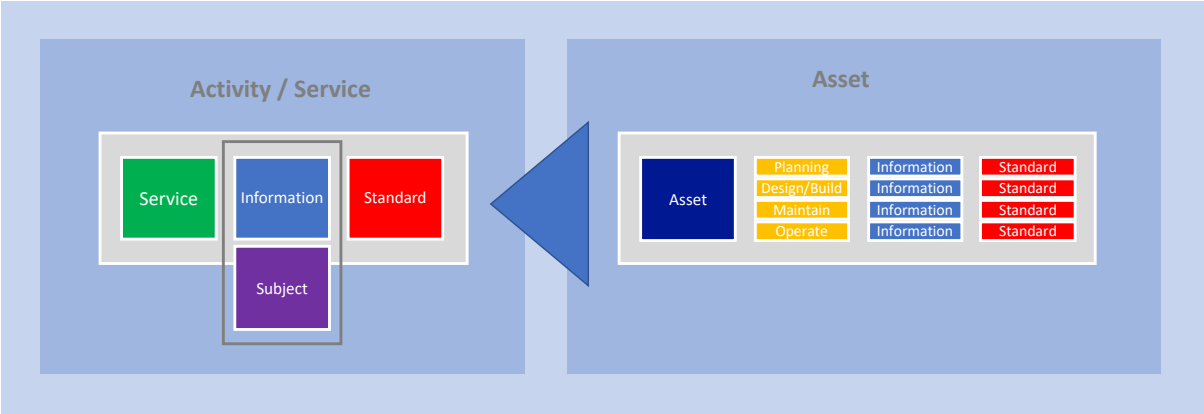 Activity / Service
Service
Information
Standard
Subject
Asset
Asset
Planning
Information
Standard
Design/Build
Information
Standard
Maintain
Information
Standard
Operate
Information
Standard